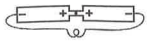 - + + -